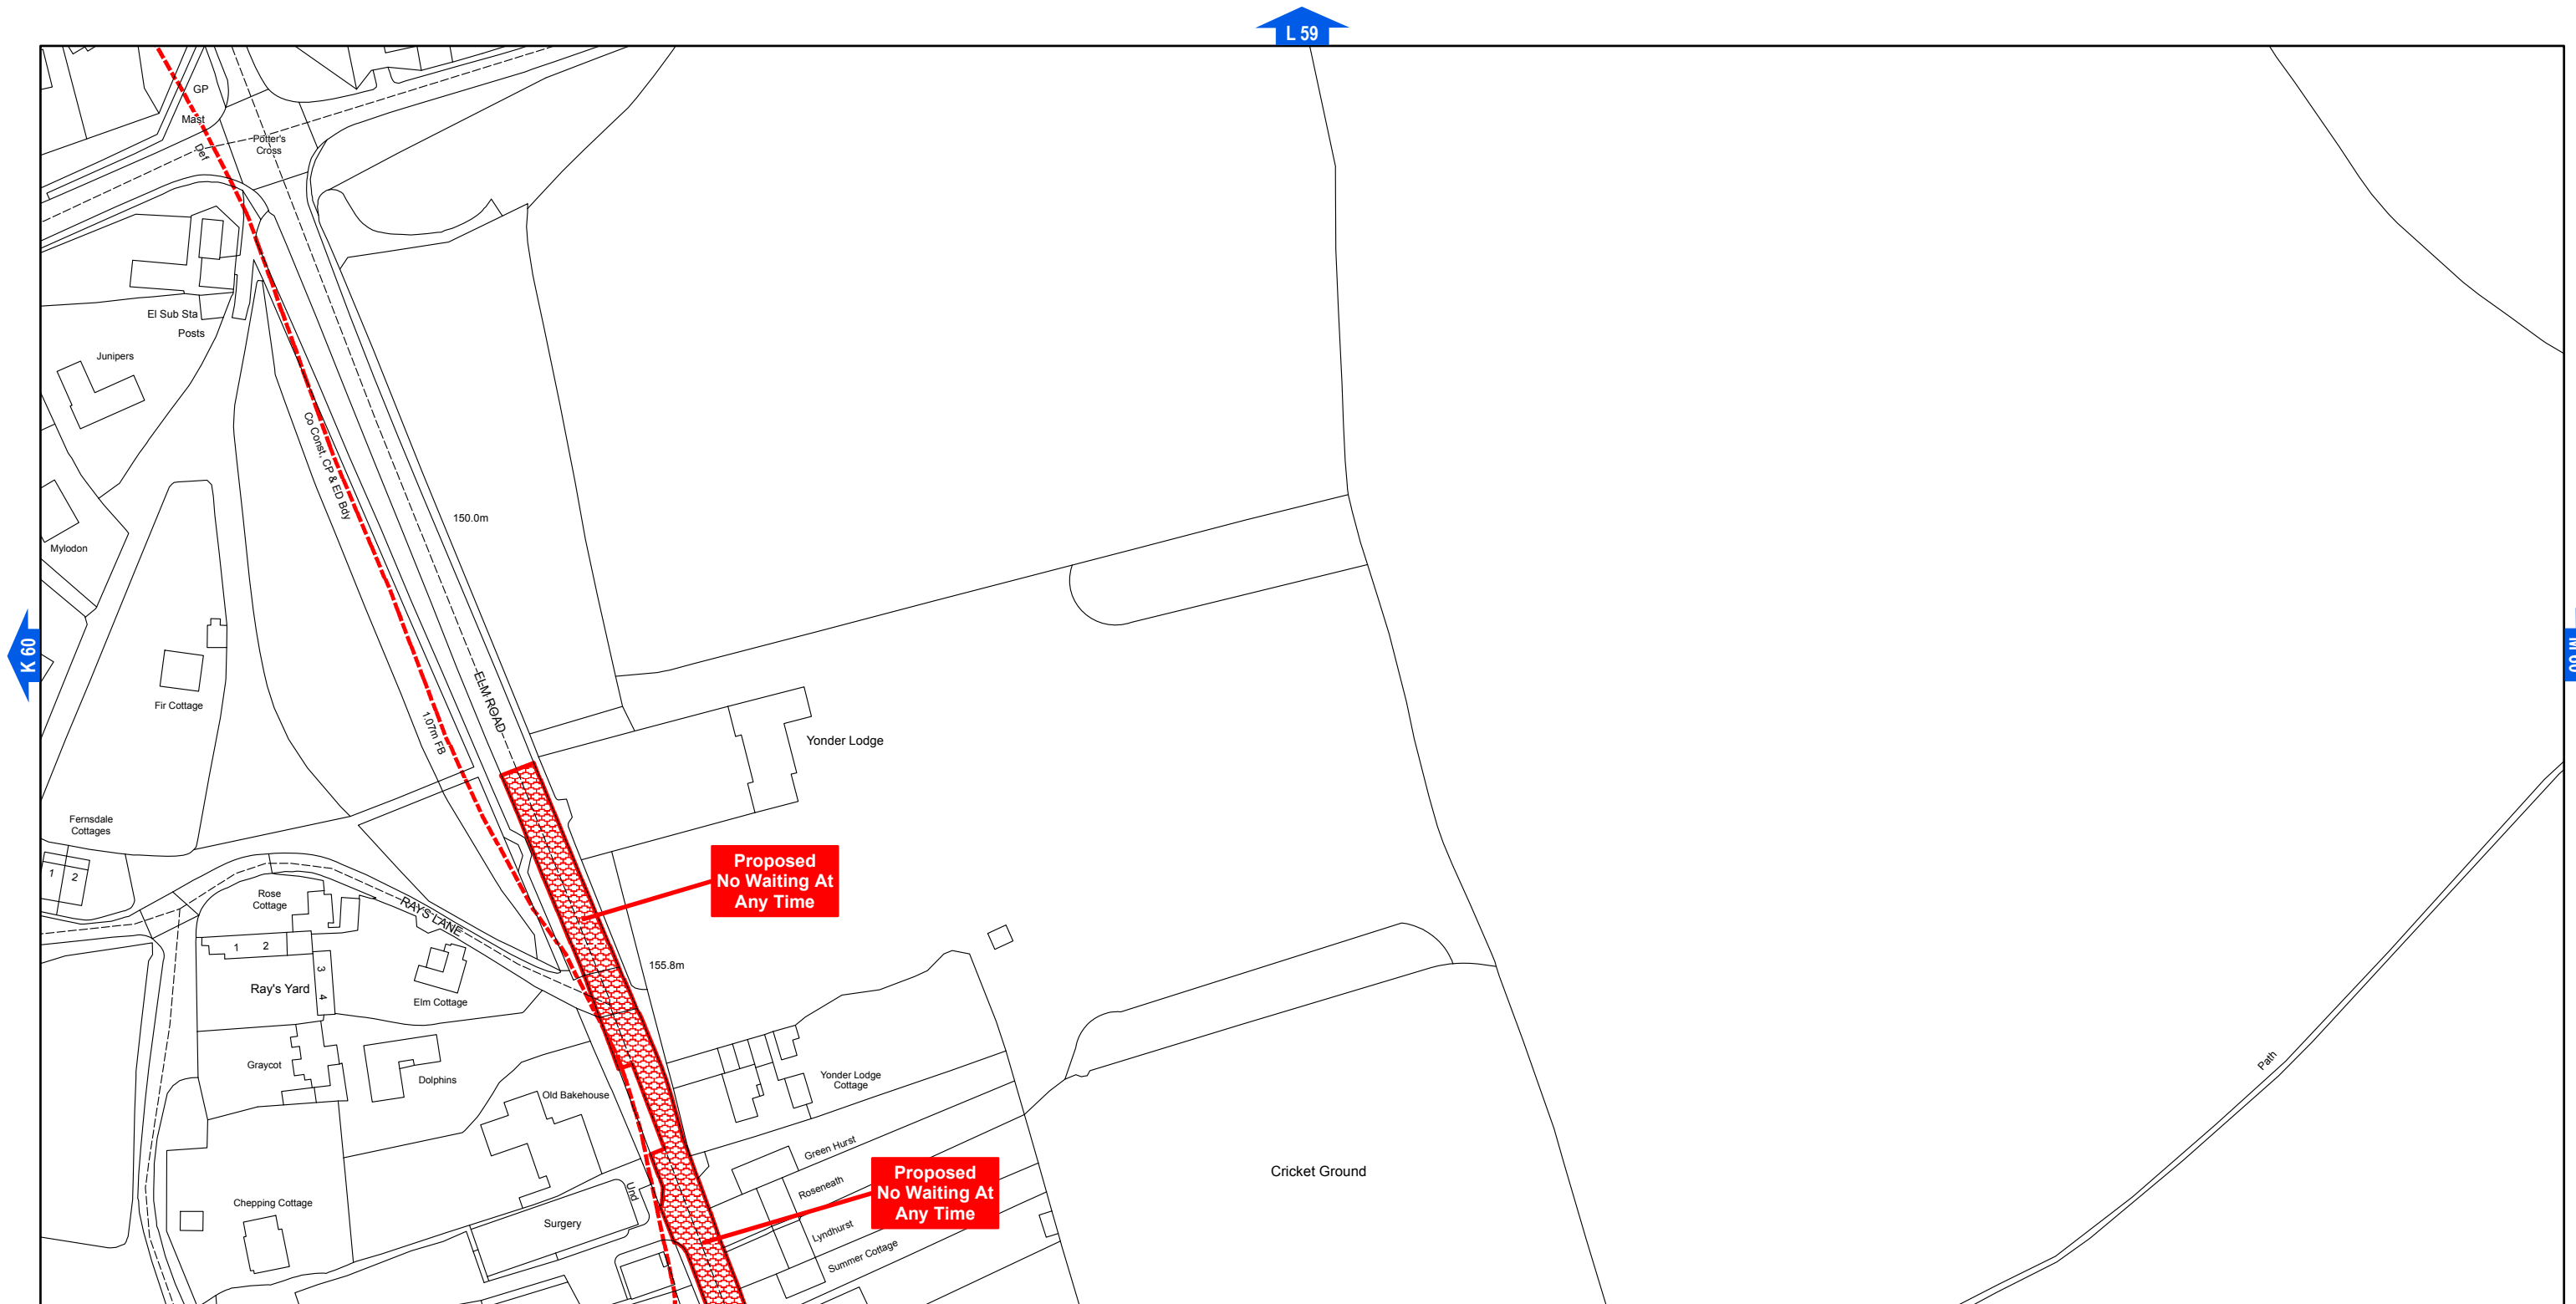 L 59
GP
Mast
Def
Potter's
Cross
El Sub Sta
Posts
Junipers
Co Const, CP & ED Bdy
150.0m
Mylodon
K 60
M 60
Fir Cottage
ELM ROAD
1.07m FB
Yonder Lodge
Fernsdale
Cottages
1
2
Proposed
No Waiting At
Any Time
Rose
Cottage
RAYS LANE
1
2
3
4
155.8m
Ray's Yard
Elm Cottage
Graycot
Dolphins
Yonder Lodge
Cottage
Old Bakehouse
Path
Green Hurst
Proposed
No Waiting At
Any Time
Cricket Ground
Roseneath
Und
Chepping Cottage
Surgery
Lyndhurst
Summer Cottage